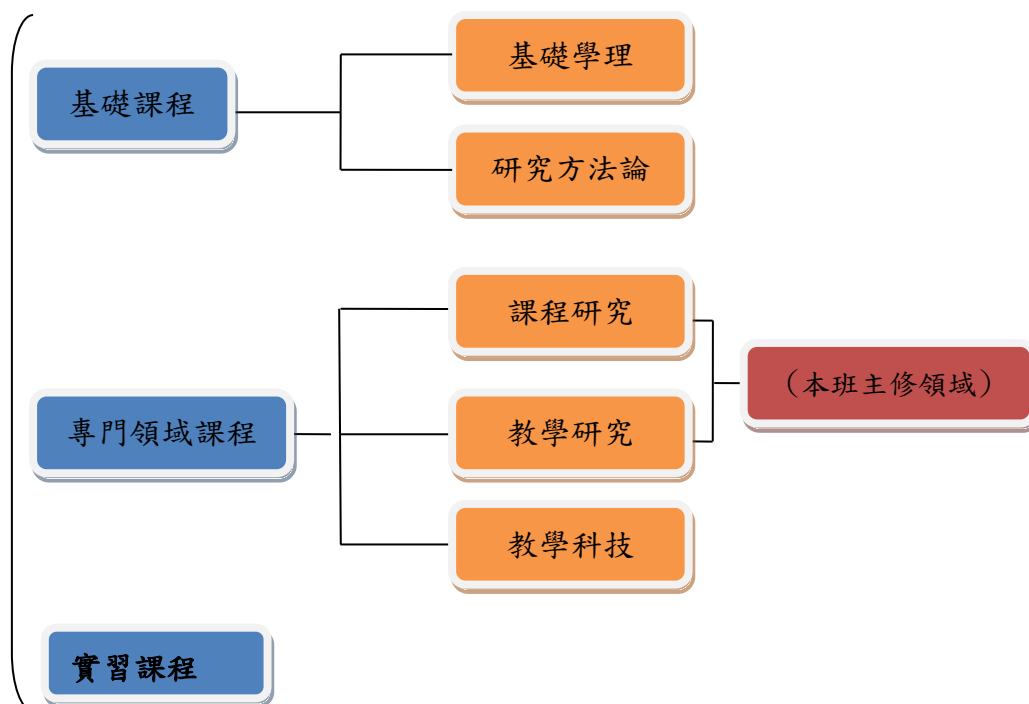 基礎課程
基礎學理
研究方法論
專門領域課程
課程研究
教學研究
教學科技
（本班主修領域）
實習課程